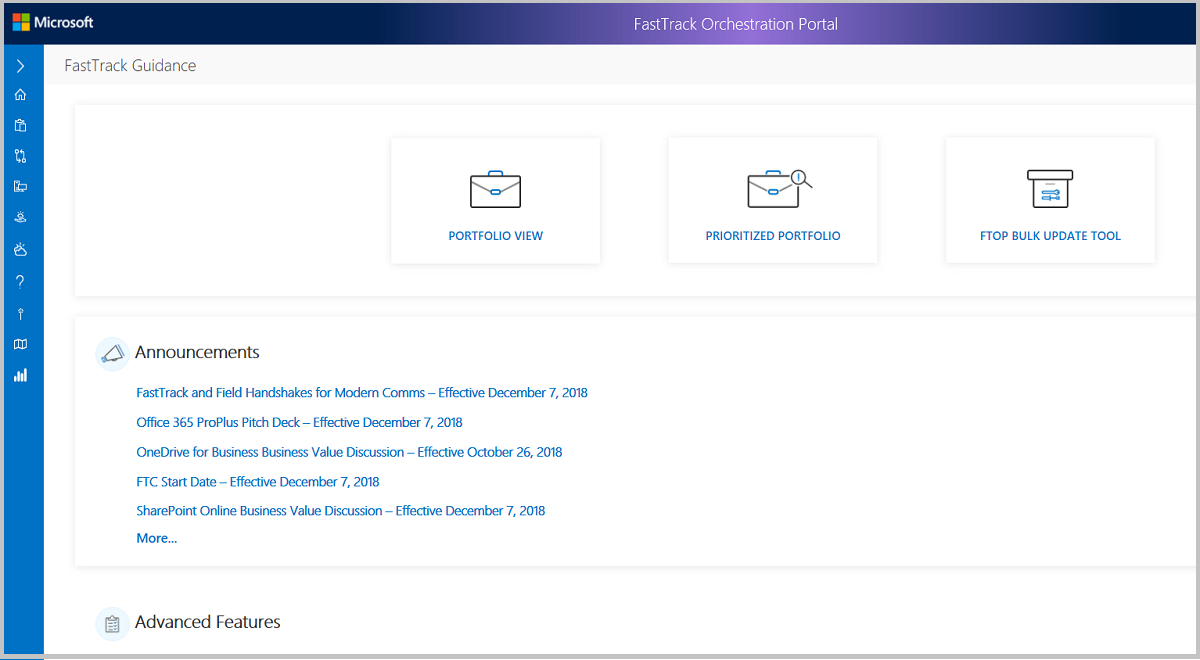 Microsoft
FastTrack Orchestration Portal
FastTrack Guidance
PORTFOLIO VIEW
PRIORITIZED PORTFOLIO
FTOP BULK UPDATE TOOL
Announcements
FastTrack and Field Handshakes for Modern Comms – Effective December 7, 2018
Office 365 ProPlus Pitch Deck – Effective December 7, 2018
OneDrive for Business Business Value Discussion – Effective October 26, 2018
FTC Start Date – Effective December 7, 2018
SharePoint Online Business Value Discussion – Effective December 7, 2018
More...
Advanced Features